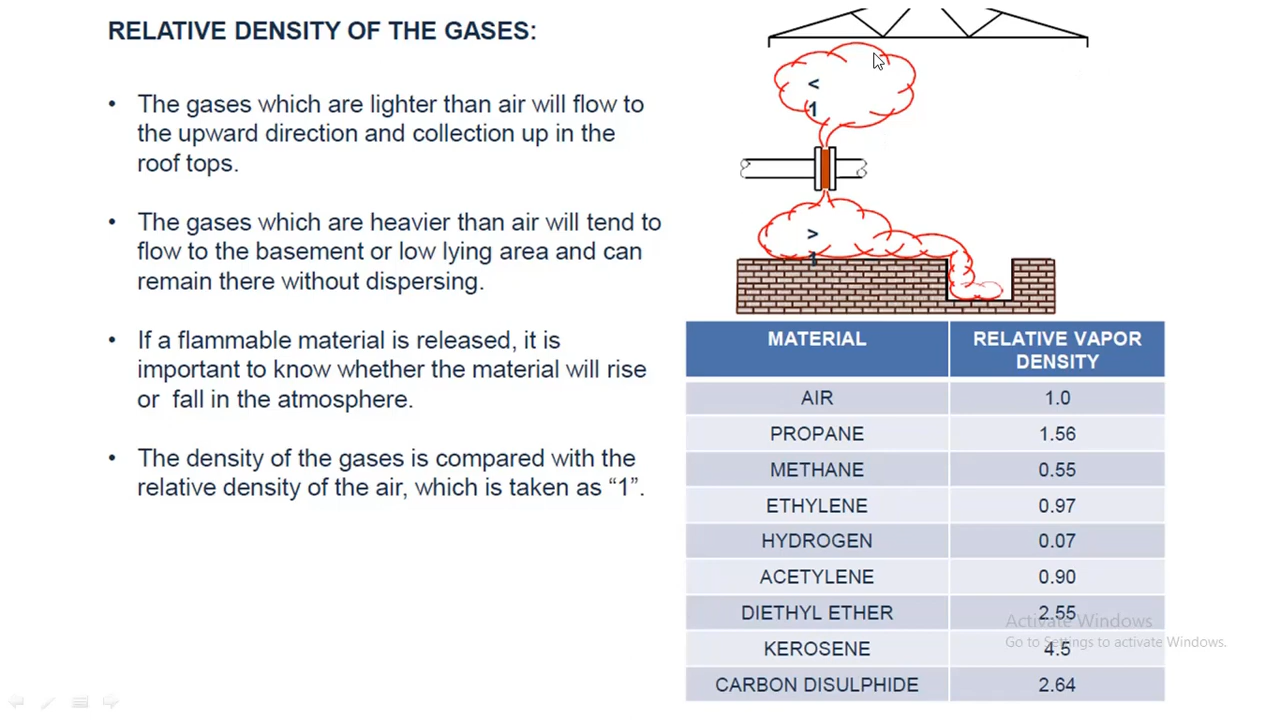 RELATIVE DENSITY OF THE GASES:
• The gases which are lighter than air will flow to
the upward direction and collection up in the
roof tops.
• The gases which are heavier than air will tend to
flow to the basement or low lying area and can
remain there without dispersing.
• If a flammable material is released, it is
important to know whether the material will rise
or fall in the atmosphere.
• The density of the gases is compared with the
relative density of the air, which is taken as “1”.
<
1
>
1
MATERIAL RELATIVE VAPOR
DENSITY
AIR 1.0
PROPANE 1.56
METHANE 0.55
ETHYLENE 0.97
HYDROGEN 0.07
ACETYLENE 0.90
DIETHYL ETHER 2.55
KEROSENE 4.5
CARBON DISULPHIDE 2.64
Activate Windows
Go to Settings to activate Windows.